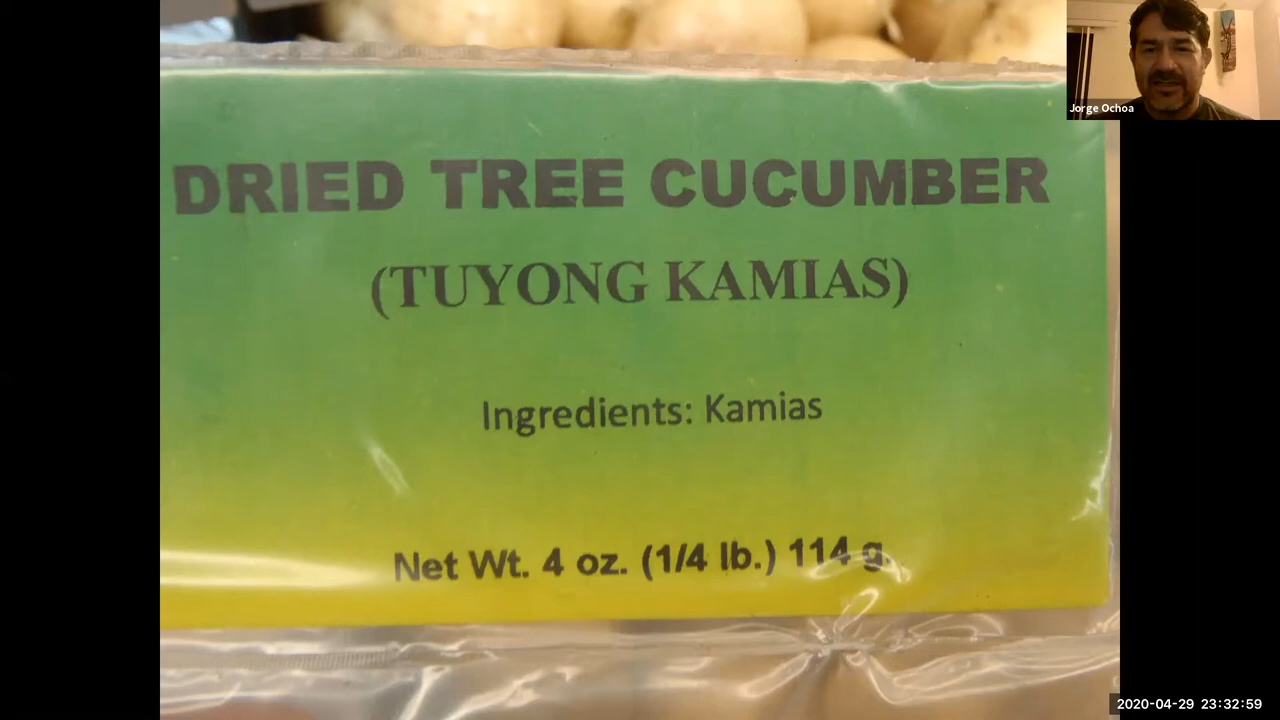 Jorge Ochoa
DRIED TREE CUCUMBER
(TUYONG KAMIAS)
Ingredients: Kamias
Net Wt. 4 oz. (1/4 lb.) 114 g.
2020-04-29 23:32:59